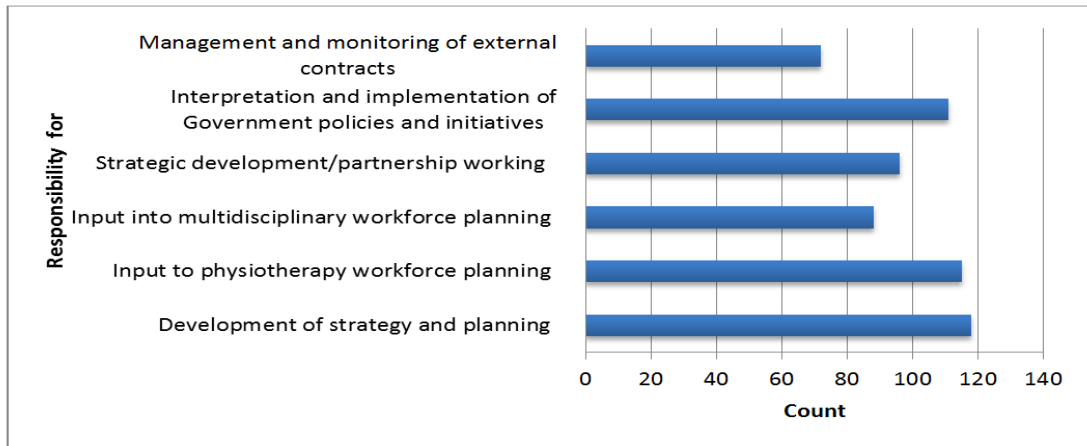 Management and monitoring of external
contracts
Interpretation and implementation of
Government policies and initiatives
Strategic development/partnership working
Input into multidisciplinary workforce planning
Input to physiotherapy workforce planning
Development of strategy and planning
Responsibility for
0 20 40 60 80 100 120 140
Count